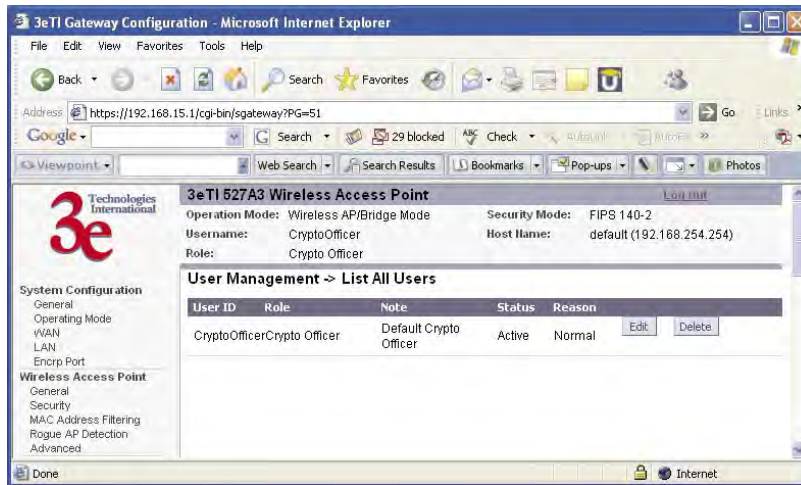 3eTI Gateway Configuration - Microsoft Internet Explorer
File Edit View Favorites Tools Help
Back Search Favorites
Address https://192.168.15.1/cgi-bin/sgateway?PG=51 Go Links »
Google Search 29 blocked ABC Check AutoLink AutoFill »
Viewpoint Web Search Search Results Bookmarks Pop-ups Photos
3e Technologies International
3eTI 527A3 Wireless Access Point Log Out
Operation Mode: Wireless AP/Bridge Mode Security Mode: FIPS 140-2
Username: CryptoOfficer Host Name: default (192.168.254.254)
Role: Crypto Officer
System Configuration
General
Operating Mode
WAN
LAN
Encrp Port
Wireless Access Point
General
Security
MAC Address Filtering
Rogue AP Detection
Advanced
User Management -> List All Users
User ID Role Note Status Reason
CryptoOfficer Crypto Officer Default Crypto Officer Active Normal Edit Delete
Done Internet